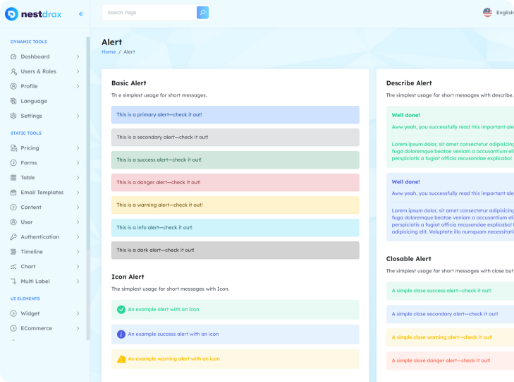 nestdrax
Search Page
English
DYNAMIC TOOLS
Dashboard
Users & Roles
Profile
Language
Settings
STATIC TOOLS
Pricing
Forms
Table
Email Templates
Content
User
Authentication
Timeline
Chart
Multi Label
UI ELEMENTS
Widget
ECommerce
Alert
Home / Alert
Basic Alert
The simplest usage for short messages.
This is a primary alert—check it out!
This is a secondary alert—check it out!
This is a success alert—check it out!
This is a danger alert—check it out!
This is a warning alert—check it out!
This is a info alert—check it out!
This is a dark alert—check it out!
Icon Alert
The simplest usage for short messages with Icon.
An example alert with an icon
An example success alert with an icon
An example warning alert with an icon
Describe Alert
The simplest usage for short messages with describe.
Well done!
Aww yeah, you successfully read this important ale
Lorem ipsum dolor, sit amet consectetur adipisicing
fuga doloremque beatae veniam a accusantium eli
perspiciatis a fugiat officiis recusandae explicabo!
Well done!
Aww yeah, you successfully read this important ale
Lorem ipsum dolor, sit amet consectetur adipisicing
fuga doloremque beatae veniam a accusantium eli
perspiciatis a fugiat officiis recusandae explicabo!
adipisicing elit. Voluptate illo numquam necessitati
Closable Alert
The simplest usage for short messages with close but
A simple close success alert—check it out!
A simple close secondary alert—check it out!
A simple close warning alert—check it out!
A simple close danger alert—check it out!